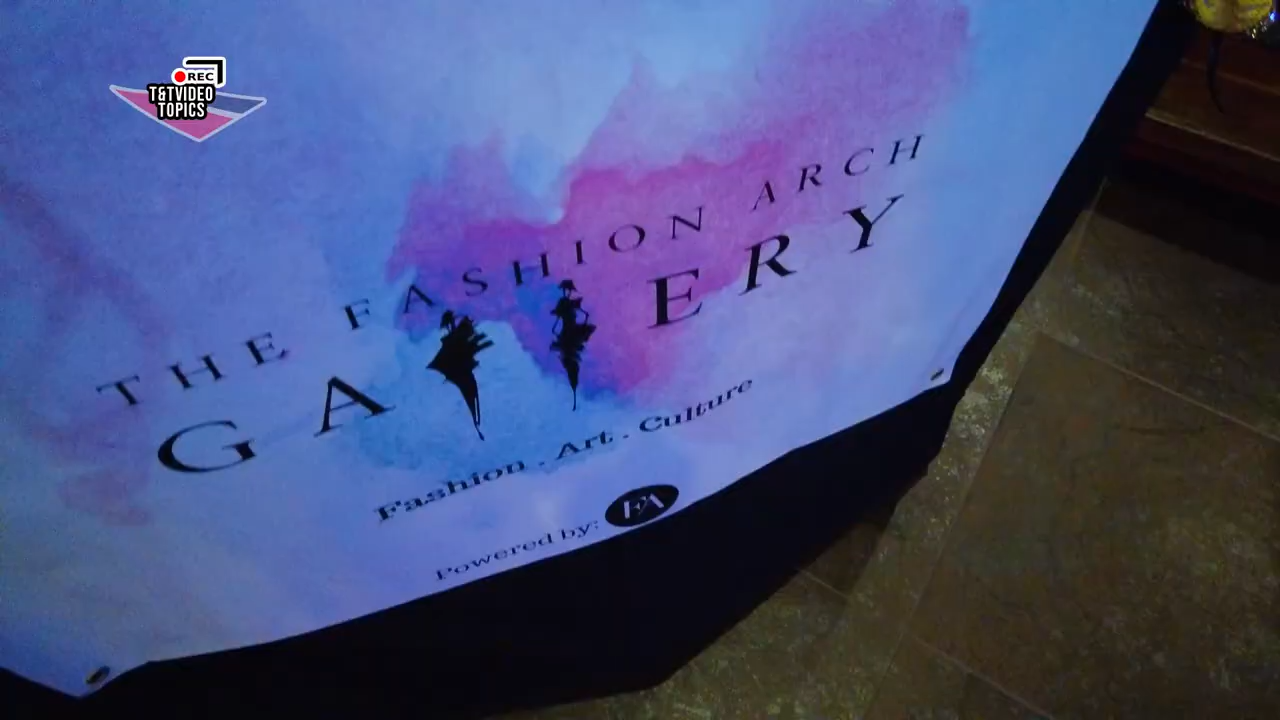 REC
T&TVIDEO
TOPICS
THE FASHION ARCH
GA ERY
Fashion . Art . Culture
Powered by: FA